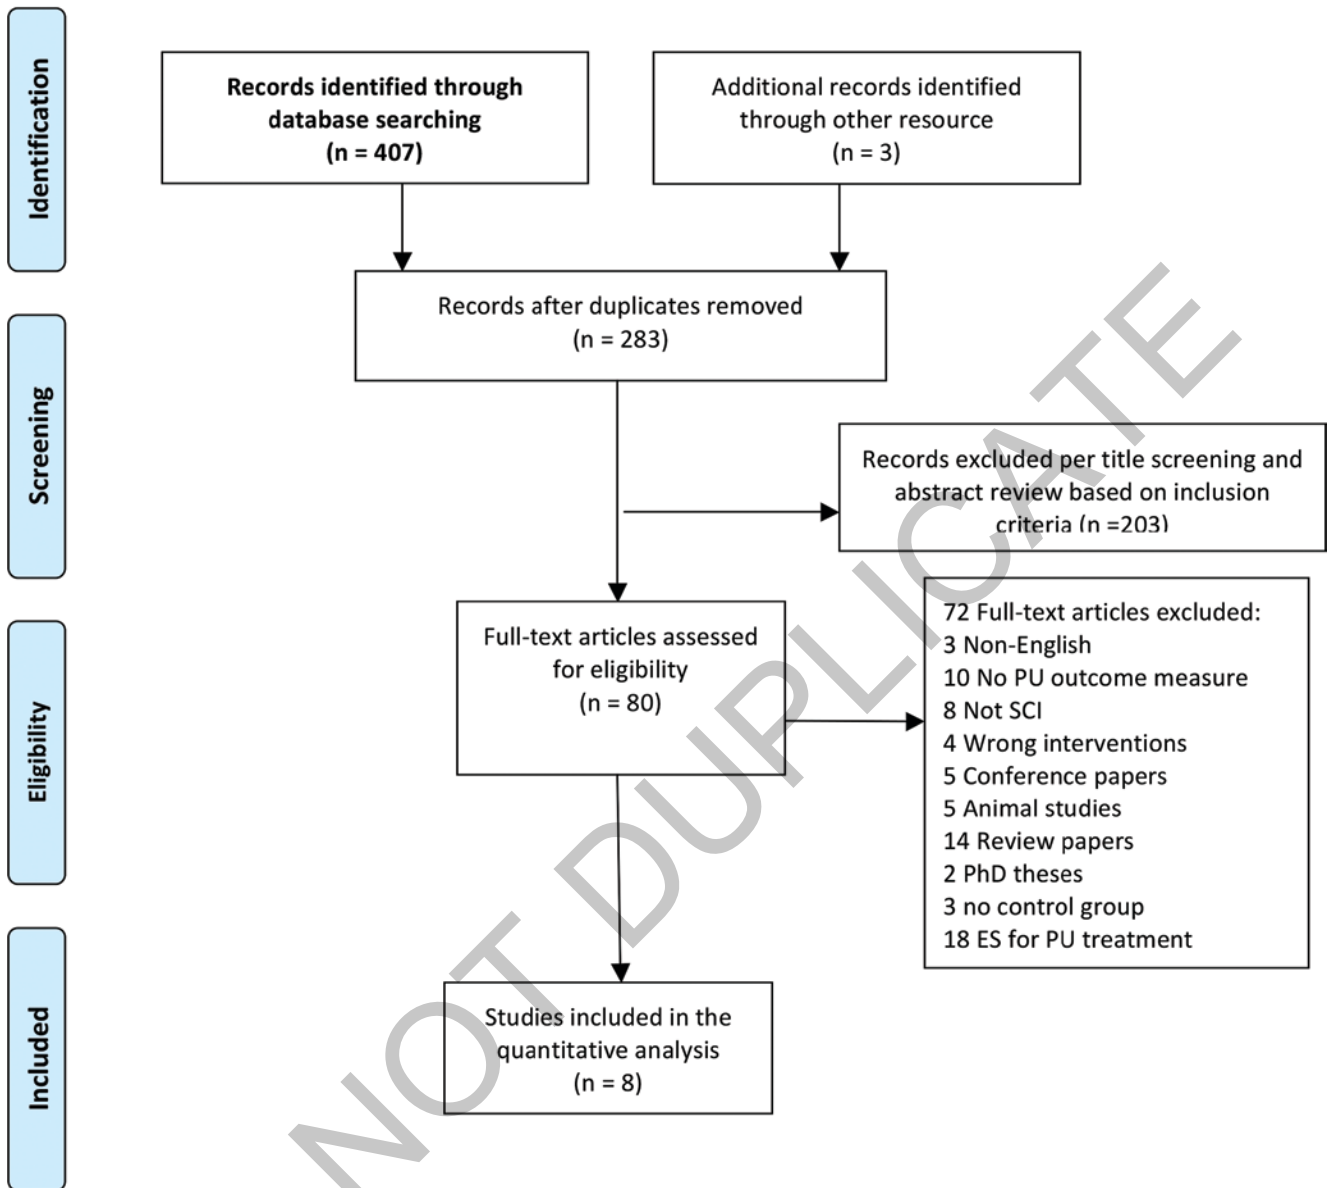 Identification
Records identified through
database searching
(n = 407)
Additional records identified
through other resource
(n = 3)
Records after duplicates removed
(n = 283)
Screening
Records excluded per title screening and
abstract review based on inclusion
criteria (n =203)
Eligibility
Full-text articles assessed
for eligibility
(n = 80)
72 Full-text articles excluded:
3 Non-English
10 No PU outcome measure
8 Not SCI
4 Wrong interventions
5 Conference papers
5 Animal studies
14 Review papers
2 PhD theses
3 no control group
18 ES for PU treatment
Included
Studies included in the
quantitative analysis
(n = 8)
NOT DUPLICATE